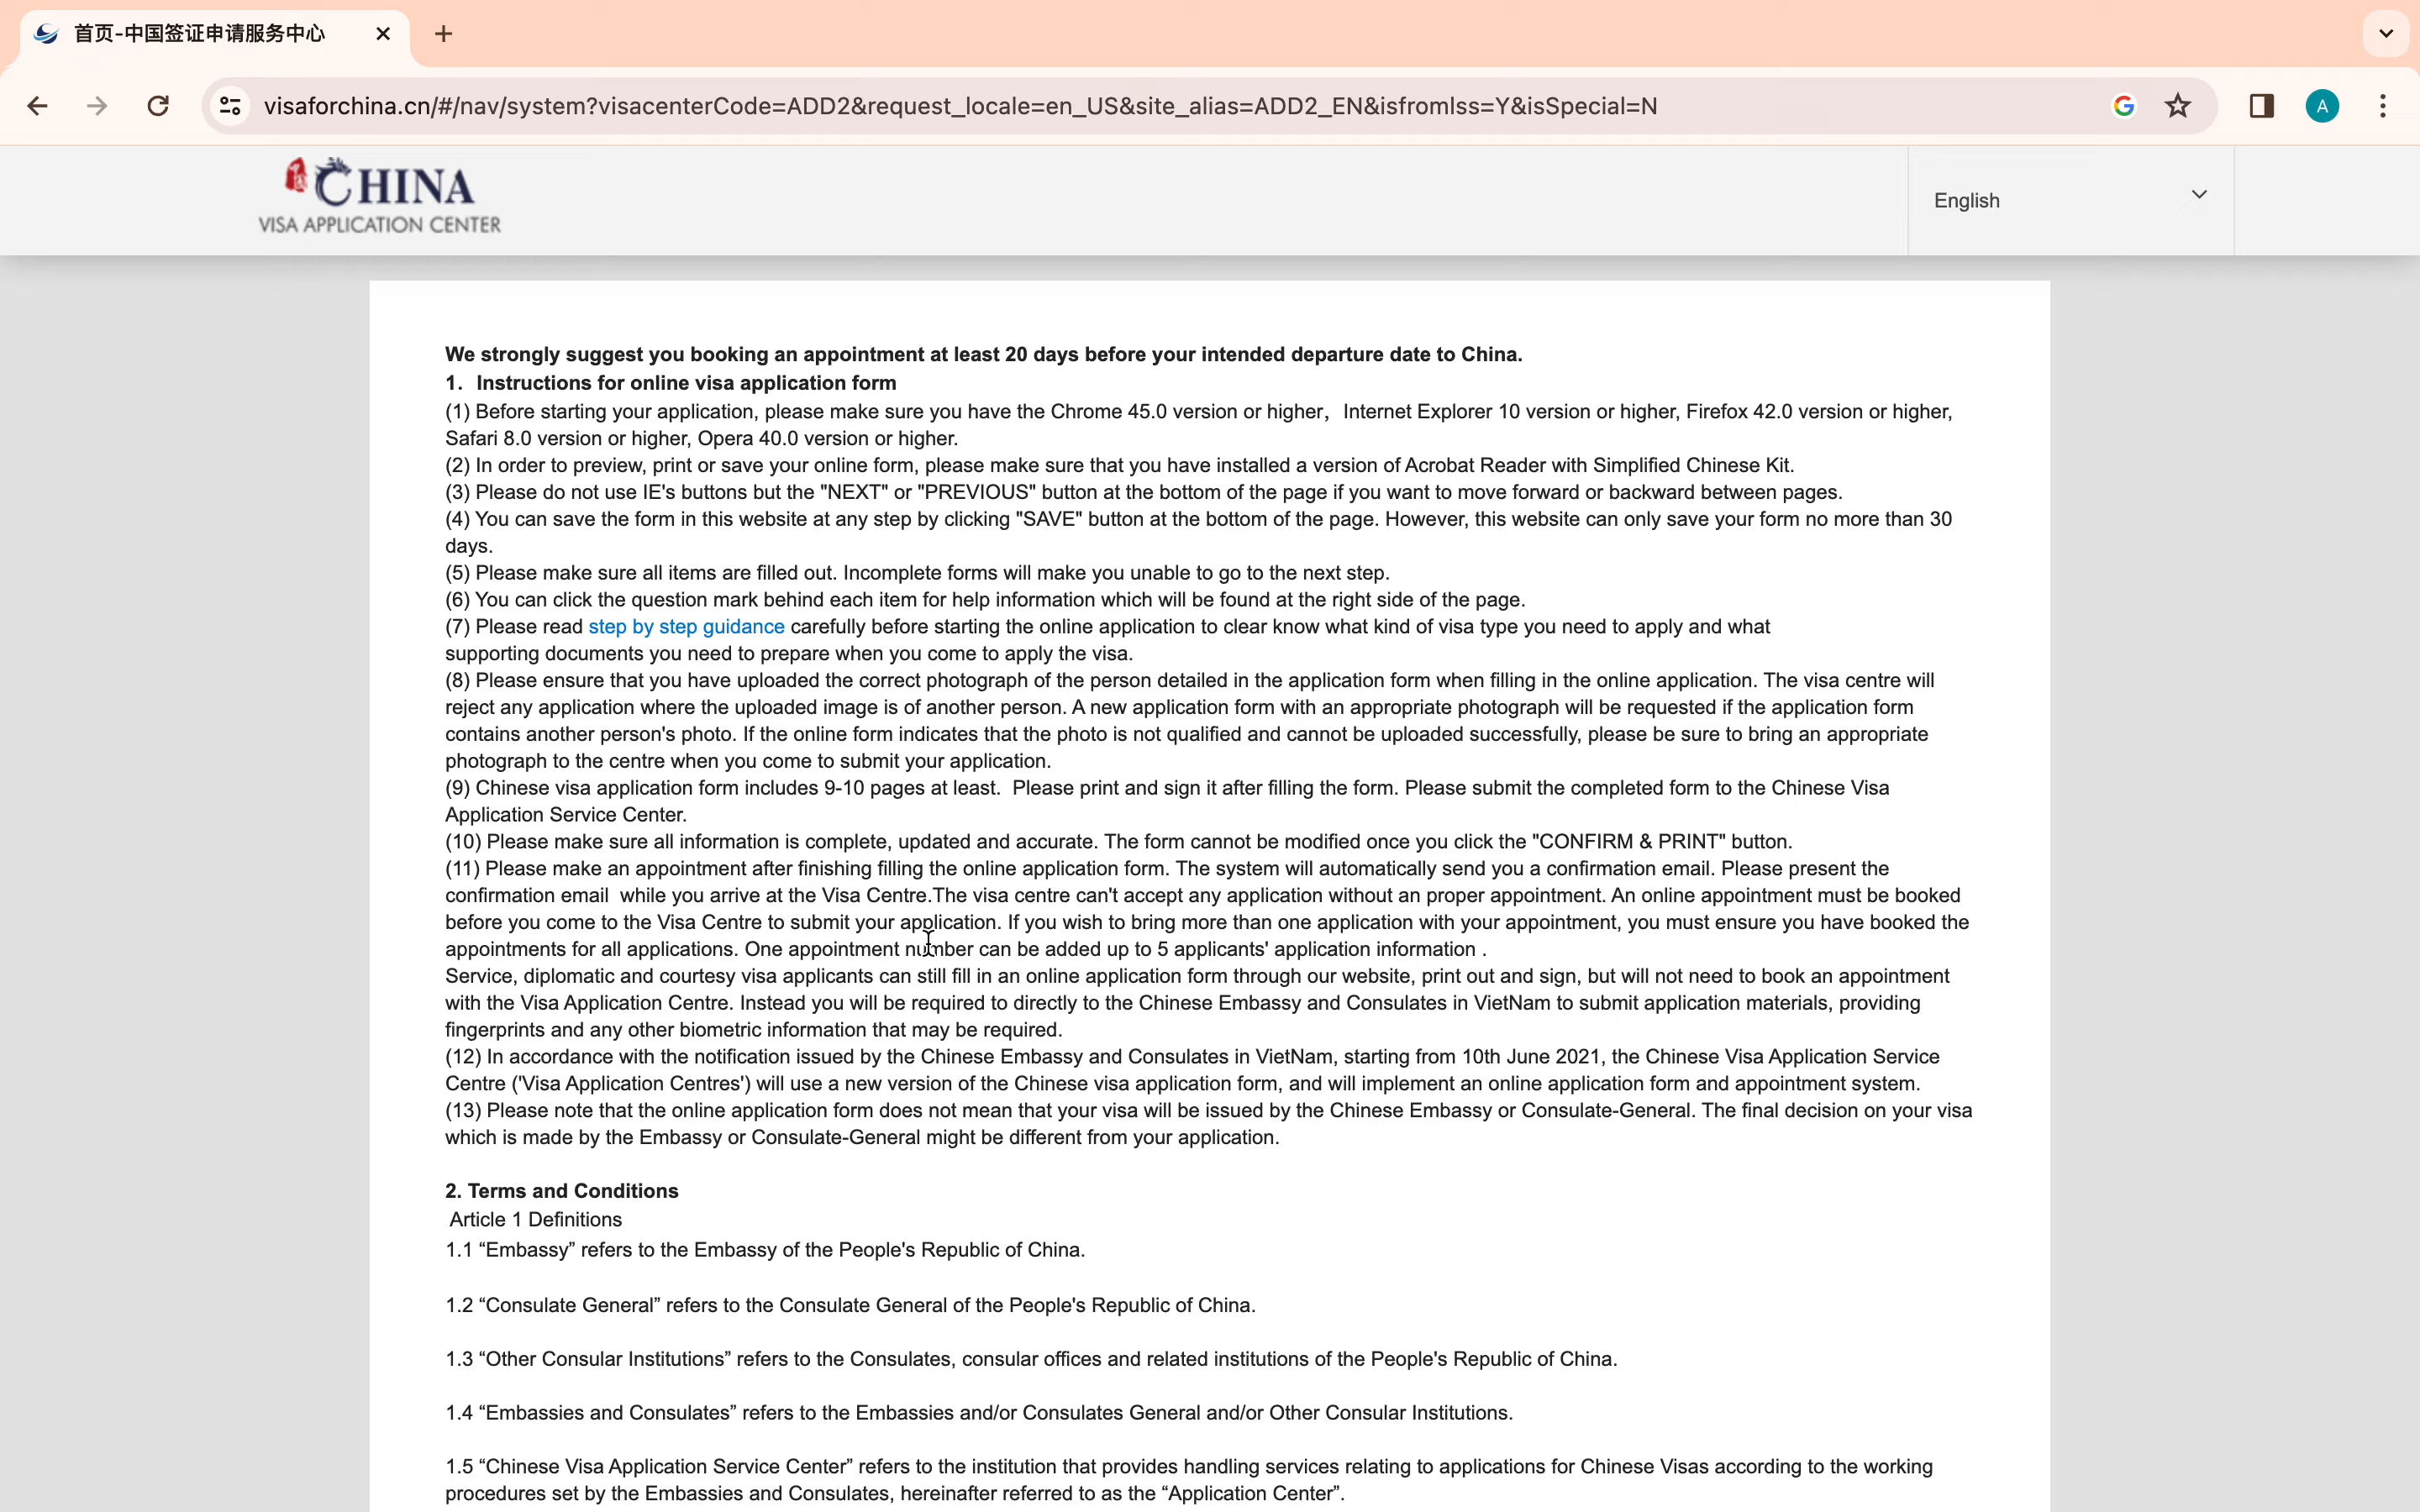 首页-中国签证申请服务中心
visaforchina.cn/#/nav/system?visacenterCode=ADD2&request_locale=en_US&site_alias=ADD2_EN&isfromlss=Y&isSpecial=N
A
CHINA
VISA APPLICATION CENTER
English
We strongly suggest you booking an appointment at least 20 days before your intended departure date to China.
1. Instructions for online visa application form
(1) Before starting your application, please make sure you have the Chrome 45.0 version or higher，Internet Explorer 10 version or higher, Firefox 42.0 version or higher,
Safari 8.0 version or higher, Opera 40.0 version or higher.
(2) In order to preview, print or save your online form, please make sure that you have installed a version of Acrobat Reader with Simplified Chinese Kit.
(3) Please do not use IE's buttons but the "NEXT" or "PREVIOUS" button at the bottom of the page if you want to move forward or backward between pages.
(4) You can save the form in this website at any step by clicking "SAVE" button at the bottom of the page. However, this website can only save your form no more than 30
days.
(5) Please make sure all items are filled out. Incomplete forms will make you unable to go to the next step.
(6) You can click the question mark behind each item for help information which will be found at the right side of the page.
(7) Please read step by step guidance carefully before starting the online application to clear know what kind of visa type you need to apply and what
supporting documents you need to prepare when you come to apply the visa.
(8) Please ensure that you have uploaded the correct photograph of the person detailed in the application form when filling in the online application. The visa centre will
reject any application where the uploaded image is of another person. A new application form with an appropriate photograph will be requested if the application form
contains another person's photo. If the online form indicates that the photo is not qualified and cannot be uploaded successfully, please be sure to bring an appropriate
photograph to the centre when you come to submit your application.
(9) Chinese visa application form includes 9-10 pages at least. Please print and sign it after filling the form. Please submit the completed form to the Chinese Visa
Application Service Center.
(10) Please make sure all information is complete, updated and accurate. The form cannot be modified once you click the "CONFIRM & PRINT" button.
(11) Please make an appointment after finishing filling the online application form. The system will automatically send you a confirmation email. Please present the
confirmation email while you arrive at the Visa Centre.The visa centre can't accept any application without an proper appointment. An online appointment must be booked
before you come to the Visa Centre to submit your application. If you wish to bring more than one application with your appointment, you must ensure you have booked the
appointments for all applications. One appointment number can be added up to 5 applicants' application information .
Service, diplomatic and courtesy visa applicants can still fill in an online application form through our website, print out and sign, but will not need to book an appointment
with the Visa Application Centre. Instead you will be required to directly to the Chinese Embassy and Consulates in VietNam to submit application materials, providing
fingerprints and any other biometric information that may be required.
(12) In accordance with the notification issued by the Chinese Embassy and Consulates in VietNam, starting from 10th June 2021, the Chinese Visa Application Service
Centre ('Visa Application Centres') will use a new version of the Chinese visa application form, and will implement an online application form and appointment system.
(13) Please note that the online application form does not mean that your visa will be issued by the Chinese Embassy or Consulate-General. The final decision on your visa
which is made by the Embassy or Consulate-General might be different from your application.
2. Terms and Conditions
Article 1 Definitions
1.1 “Embassy” refers to the Embassy of the People's Republic of China.
1.2 “Consulate General” refers to the Consulate General of the People's Republic of China.
1.3 “Other Consular Institutions” refers to the Consulates, consular offices and related institutions of the People's Republic of China.
1.4 “Embassies and Consulates” refers to the Embassies and/or Consulates General and/or Other Consular Institutions.
1.5 “Chinese Visa Application Service Center” refers to the institution that provides handling services relating to applications for Chinese Visas according to the working
procedures set by the Embassies and Consulates, hereinafter referred to as the “Application Center”.